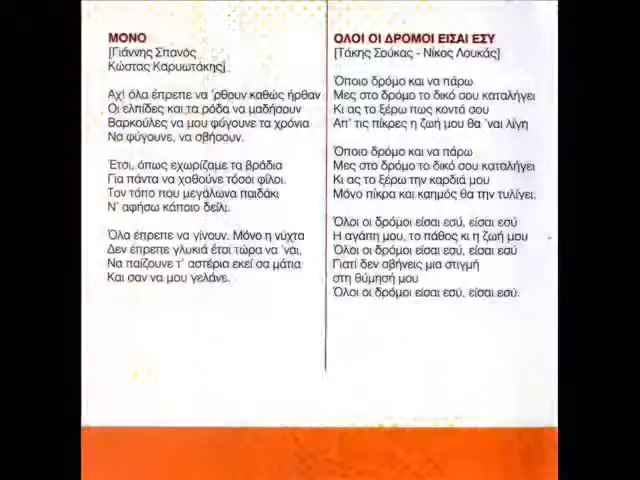 ΜΟΝΟ
[Γιάννης Σπανός
Κώστας Καρυωτάκης]
Αχ! όλα έπρεπε να 'ρθουν καθώς ήρθαν
Οι ελπίδες και τα ρόδα να μαδήσουν
Βαρκούλες να μου φύγουνε τα χρόνια
Να φύγουνε, να σβήσουν.
Έτσι, όπως εχωρίζαμε τα βράδια
Για πάντα να χαθούνε τόσοι φίλοι.
Τον τόπο που μεγάλωνα παιδάκι
Ν' αφήσω κάποιο δείλι.
Όλα έπρεπε να γίνουν. Μόνο η νύχτα
Δεν έπρεπε γλυκιά έτσι τώρα να 'ναι,
Να παίζουνε τ' αστέρια εκεί σα μάτια
Και σαν να μου γελάνε.
ΟΛΟΙ ΟΙ ΔΡΟΜΟΙ ΕΙΣΑΙ ΕΣΥ
[Τάκης Σούκας - Νίκος Λουκάς]
Όποιο δρόμο και να πάρω
Μες στο δρόμο το δικό σου καταλήγει
Κι ας το ξέρω πως κοντά σου
Απ' τις πίκρες η ζωή μου θα 'ναι λίγη
Όποιο δρόμο και να πάρω
Μες στο δρόμο το δικό σου καταλήγει
Κι ας το ξέρω την καρδιά μου
Μόνο πίκρα και καημός θα την τυλίγει.
Όλοι οι δρόμοι είσαι εσύ, είσαι εσύ
Η αγάπη μου, το πάθος κι η ζωή μου
Όλοι οι δρόμοι είσαι εσύ, είσαι εσύ
Γιατί δεν σβήνεις μια στιγμή
στη θύμησή μου
Όλοι οι δρόμοι είσαι εσύ, είσαι εσύ.